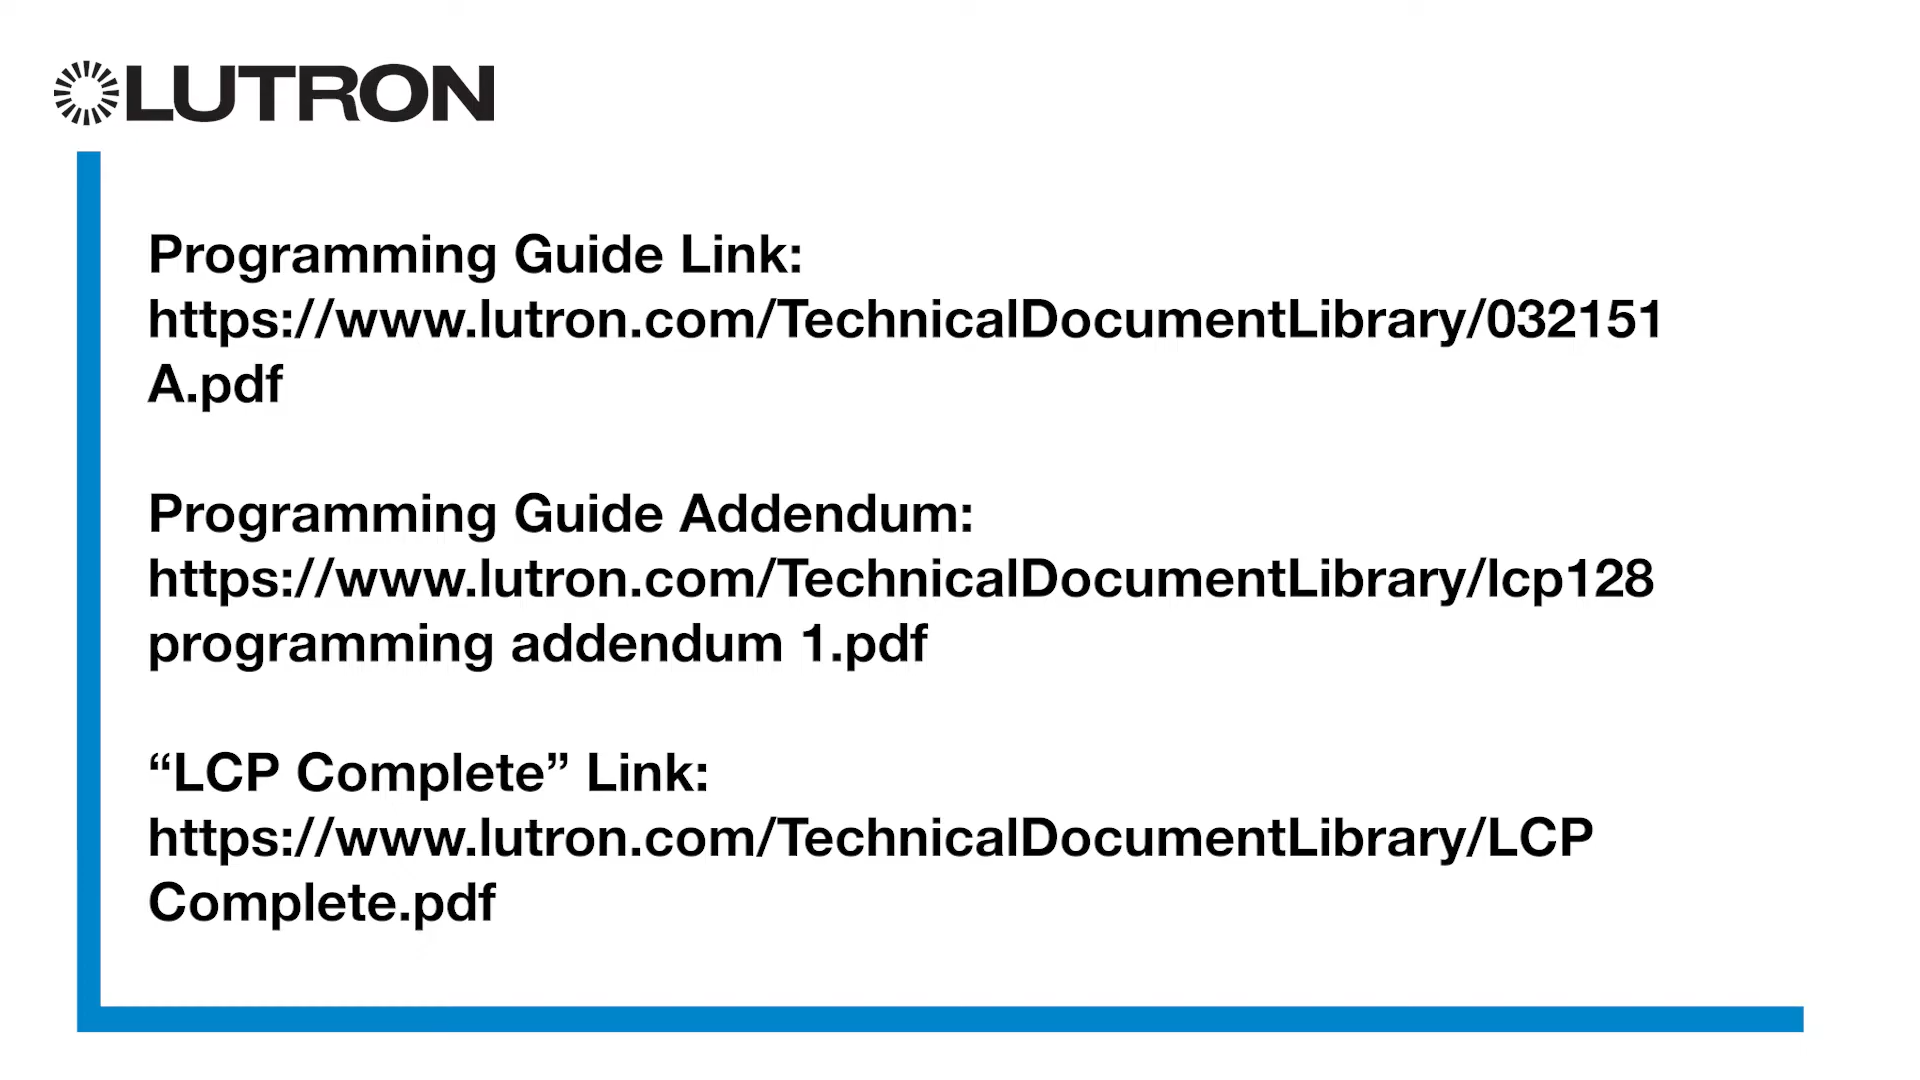 LUTRON
Programming Guide Link:
https://www.lutron.com/TechnicalDocumentLibrary/032151
A.pdf
Programming Guide Addendum:
https://www.lutron.com/TechnicalDocumentLibrary/lcp128
programming addendum 1.pdf
“LCP Complete” Link:
https://www.lutron.com/TechnicalDocumentLibrary/LCP
Complete.pdf